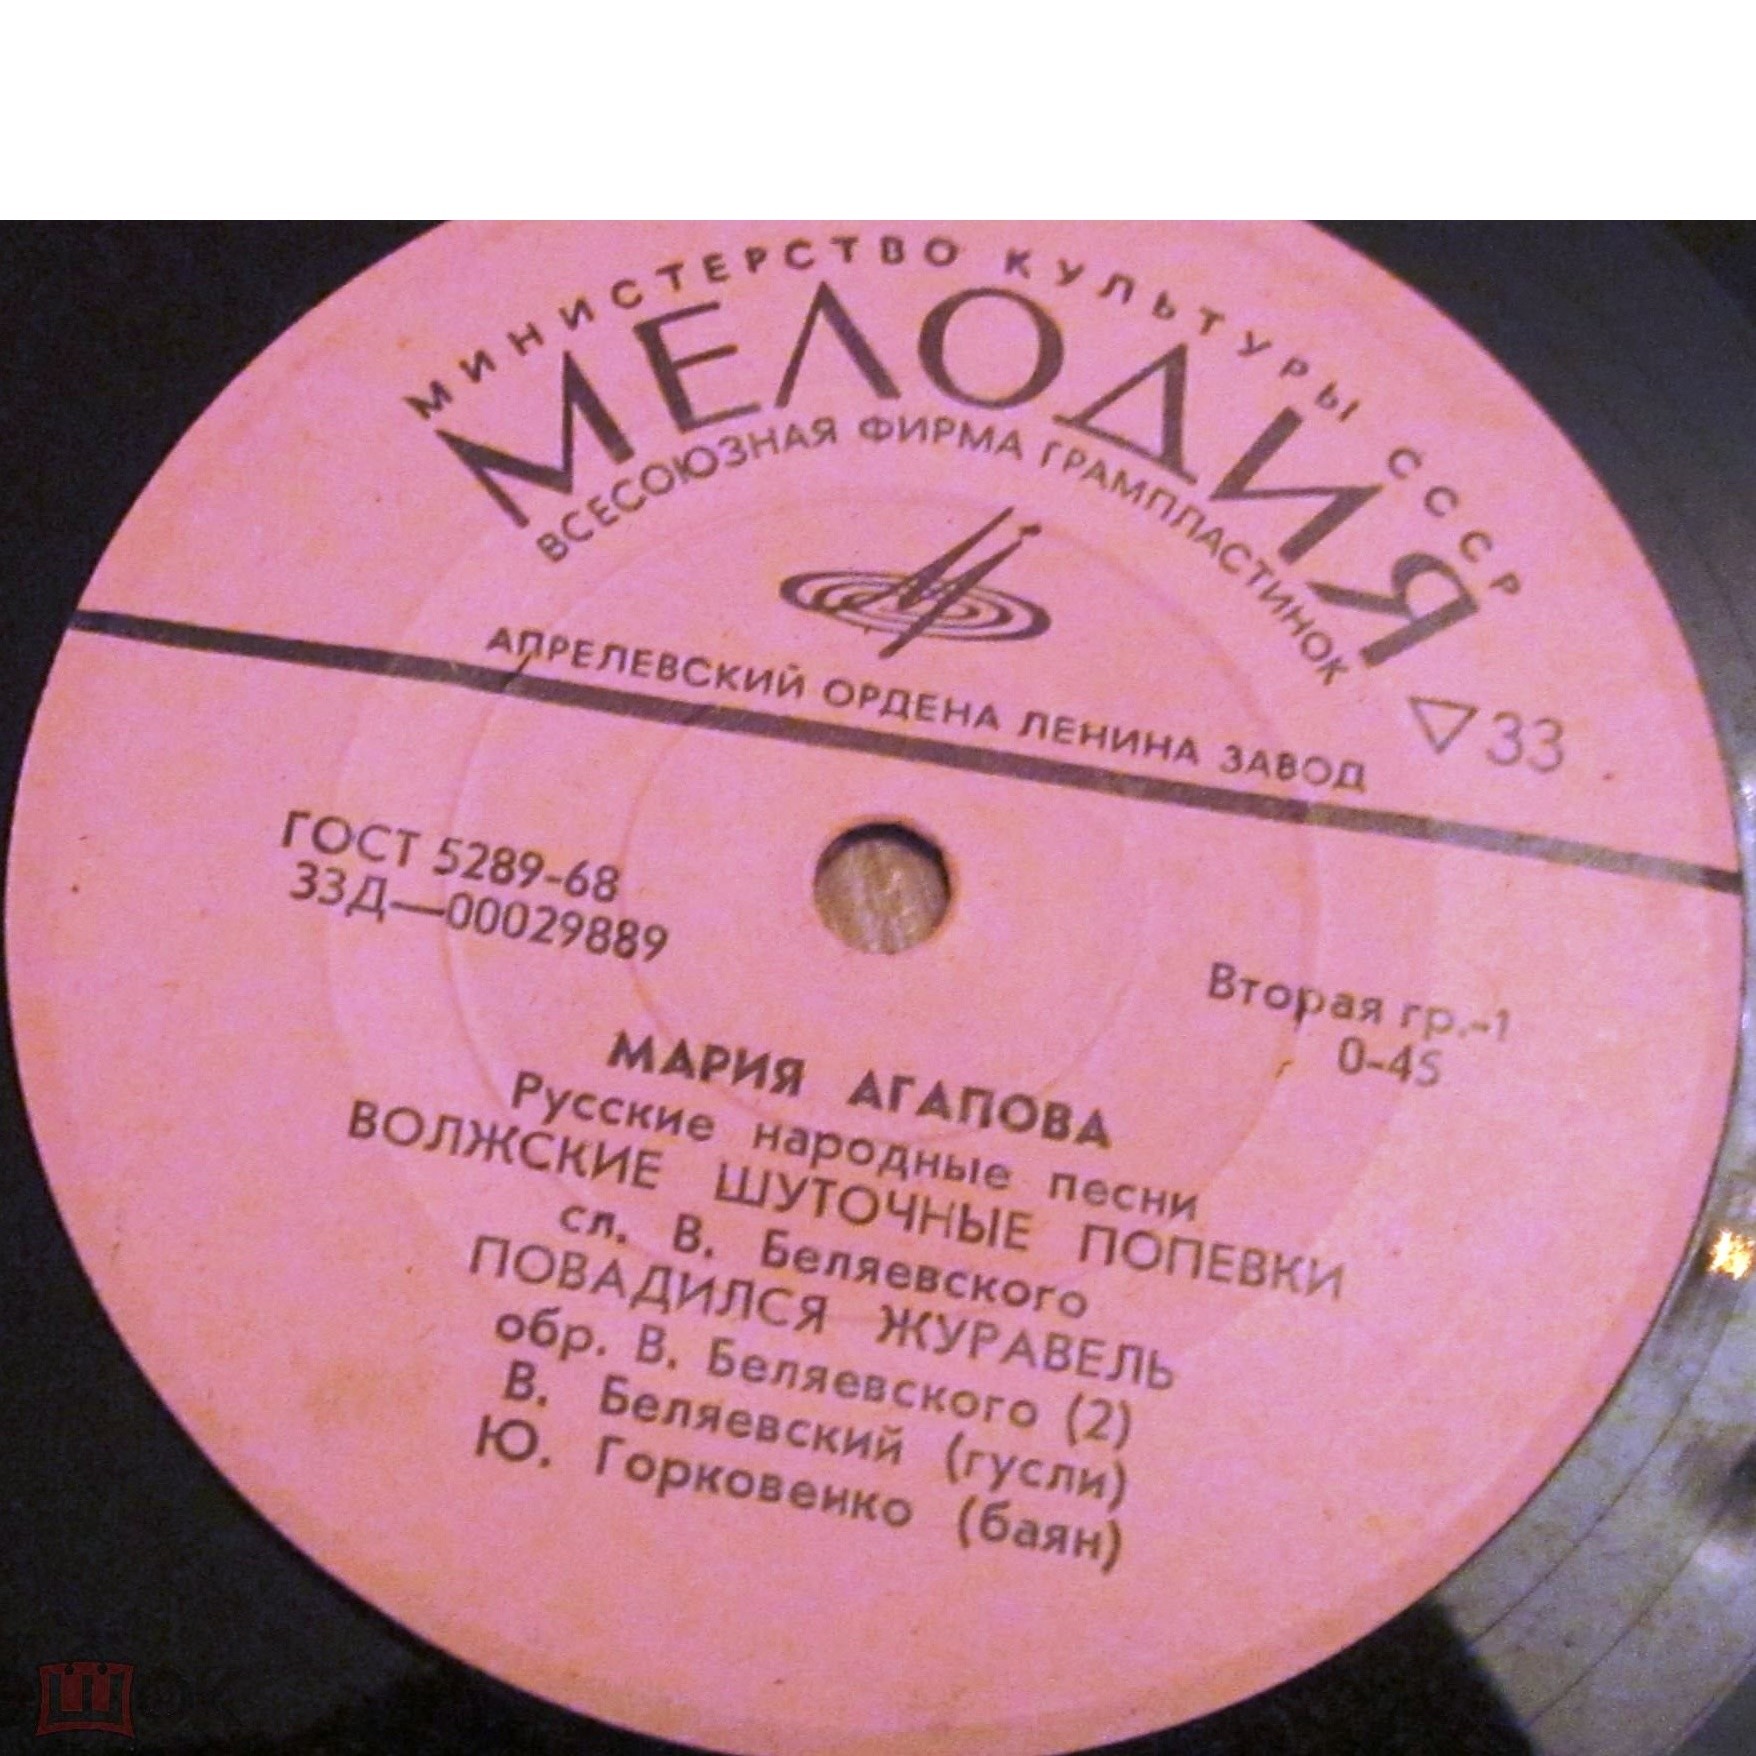 МИНИСТЕРСТВО КУЛЬТУРЫ СССР
МЕЛОДИЯ
ВСЕСОЮЗНАЯ ФИРМА ГРАМПЛАСТИНОК
АПРЕЛЕВСКИЙ ОРДЕНА ЛЕНИНА ЗАВОД
33
ГОСТ 5289-68
33Д—00029889
Вторая гр.-1
0-45
МАРИЯ АГАПОВА
Русские народные песни
ВОЛЖСКИЕ ШУТОЧНЫЕ ПОПЕВКИ
сл. В. Беляевского
ПОВАДИЛСЯ ЖУРАВЕЛЬ
обр. В. Беляевского (2)
В. Беляевский (гусли)
Ю. Горковенко (баян)